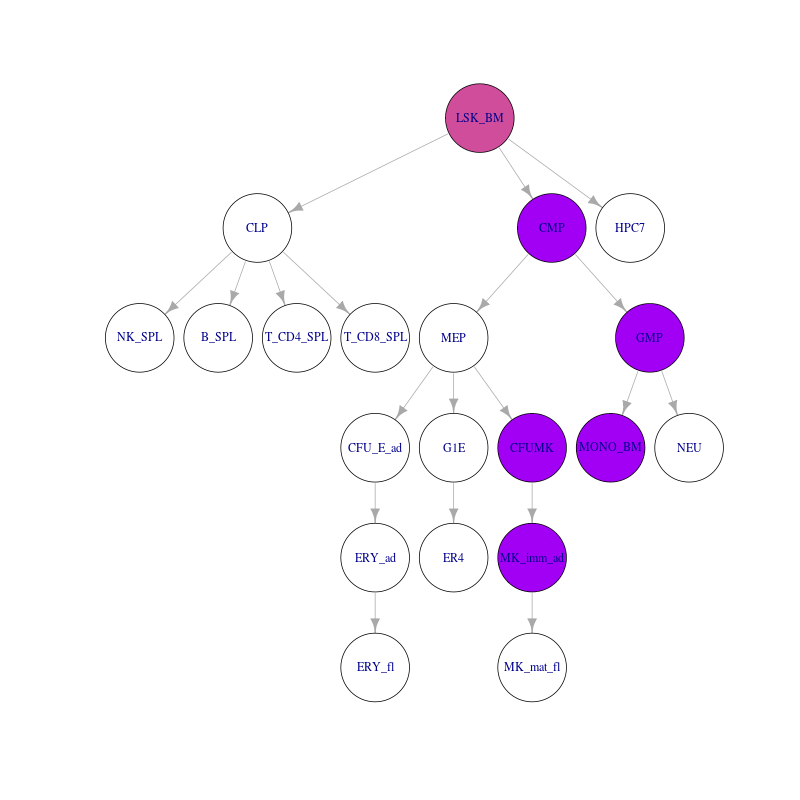 LSK_BM
CLP
CMP
HPC7
NK_SPL
B_SPL
T_CD4_SPL
T_CD8_SPL
MEP
GMP
CFU_E_ad
G1E
CFUMK
MONO_BM
NEU
ERY_ad
ER4
MK_imm_ad
ERY_fl
MK_mat_fl